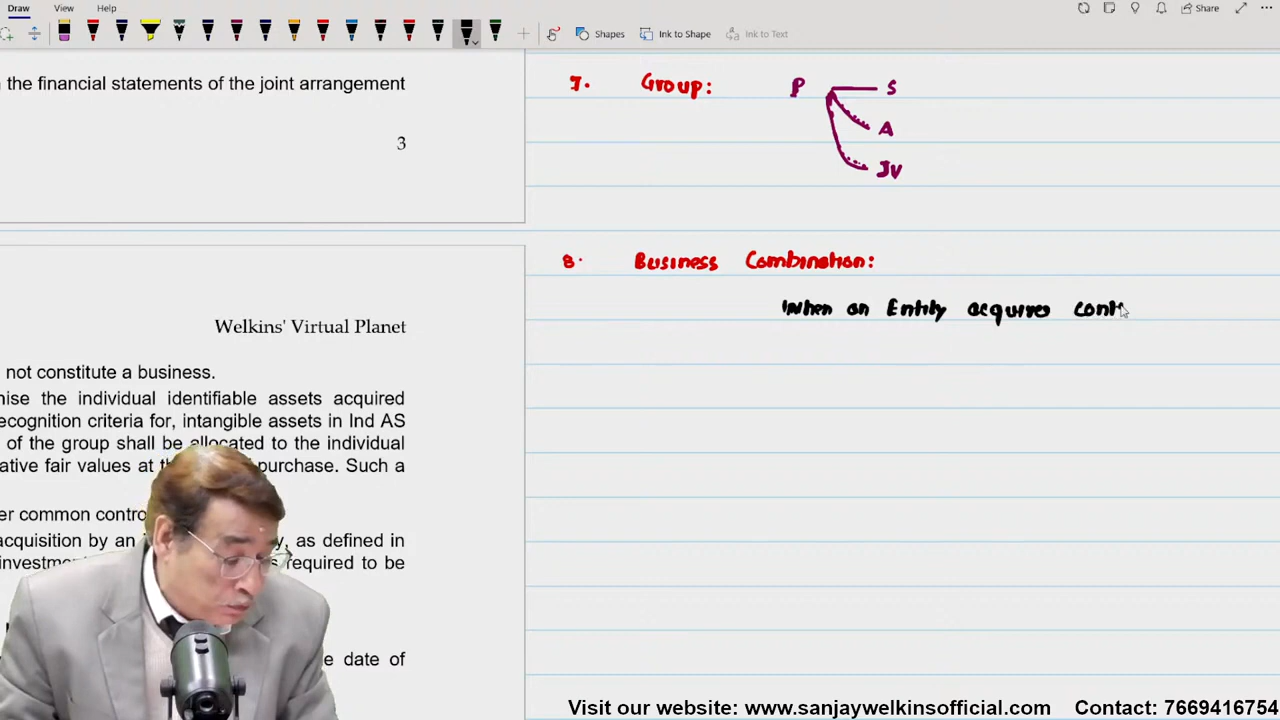 Draw View Help
Share
Shapes Ink to Shape Ink to Text
the financial statements of the joint arrangement
3
Welkins' Virtual Planet
not constitute a business.
nise the individual identifiable assets acquired
ecognition criteria for, intangible assets in Ind AS
of the group shall be allocated to the individual
ative fair values at purchase. Such a
er common contro
acquisition by an as defined in
investme required to be
e date of
7. Group: P S
A
JV
8. Business Combination:
When an Entity acquires cont
Visit our website: www.sanjaywelkinsofficial.com Contact: 7669416754